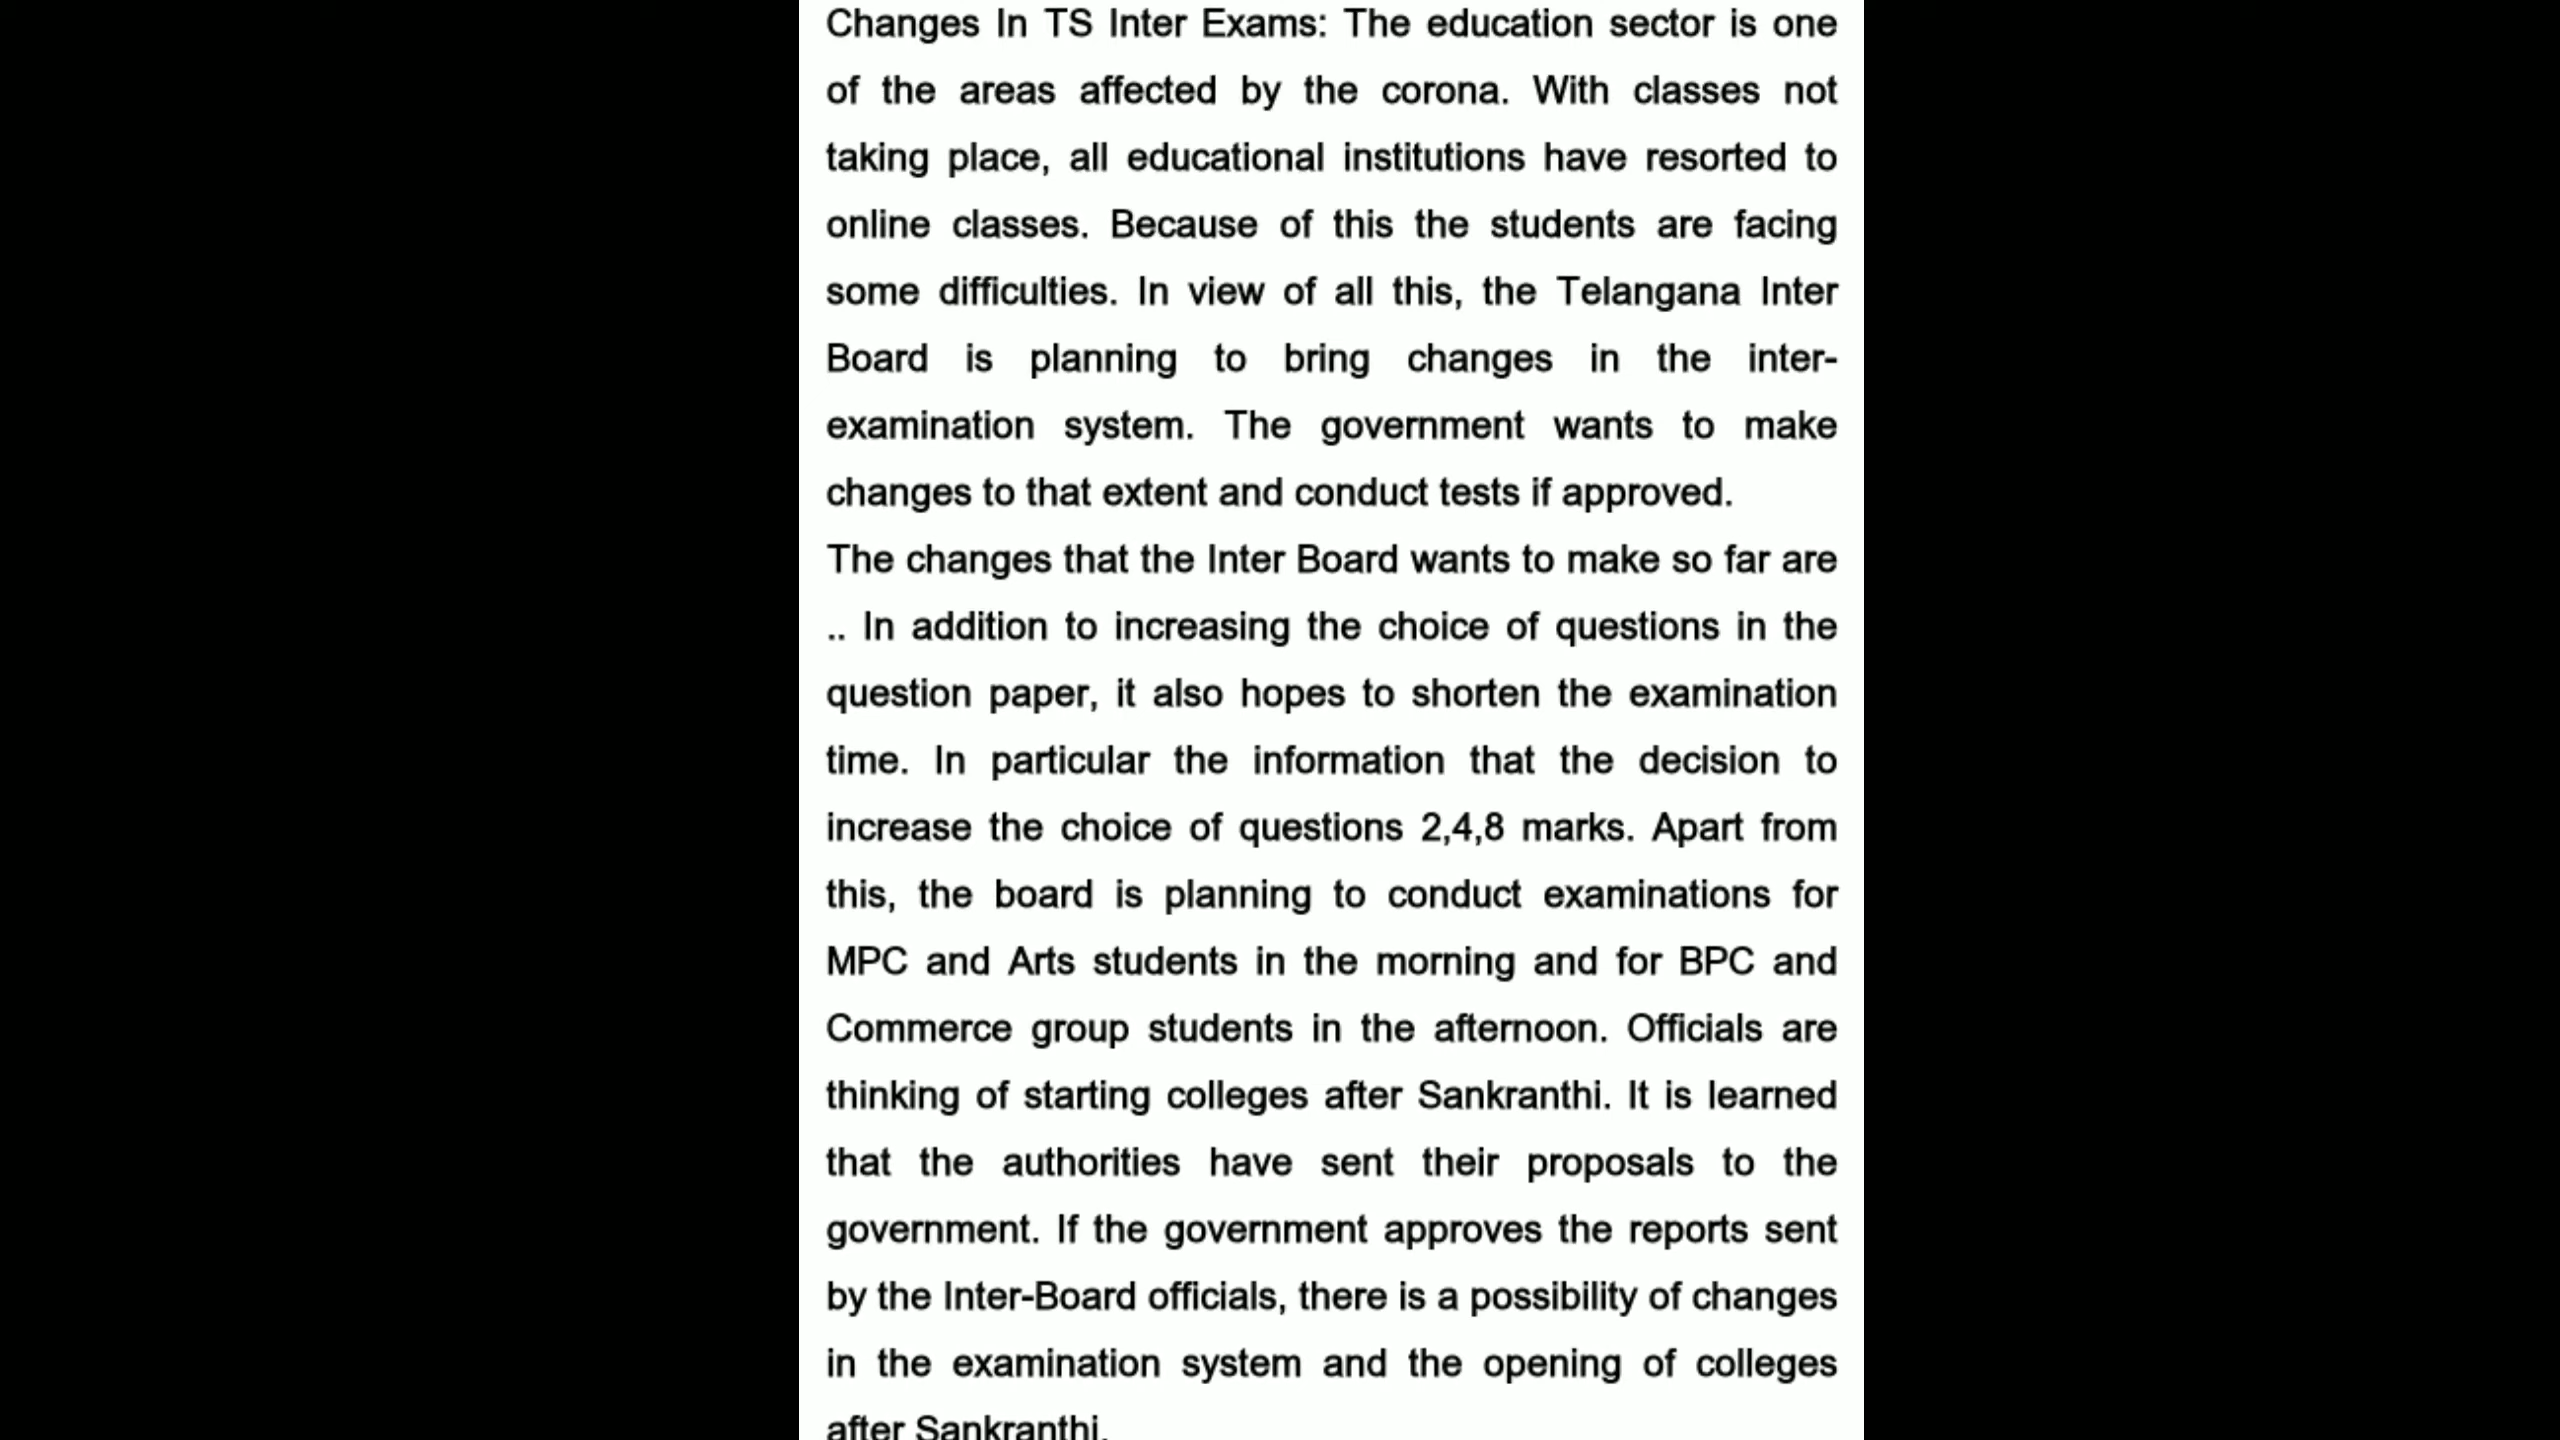 Changes In TS Inter Exams: The education sector is one
of the areas affected by the corona. With classes not
taking place, all educational institutions have resorted to
online classes. Because of this the students are facing
some difficulties. In view of all this, the Telangana Inter
Board is planning to bring changes in the inter-
examination system. The government wants to make
changes to that extent and conduct tests if approved.
The changes that the Inter Board wants to make so far are
.. In addition to increasing the choice of questions in the
question paper, it also hopes to shorten the examination
time. In particular the information that the decision to
increase the choice of questions 2,4,8 marks. Apart from
this, the board is planning to conduct examinations for
MPC and Arts students in the morning and for BPC and
Commerce group students in the afternoon. Officials are
thinking of starting colleges after Sankranthi. It is learned
that the authorities have sent their proposals to the
government. If the government approves the reports sent
by the Inter-Board officials, there is a possibility of changes
in the examination system and the opening of colleges
after Sankranthi.